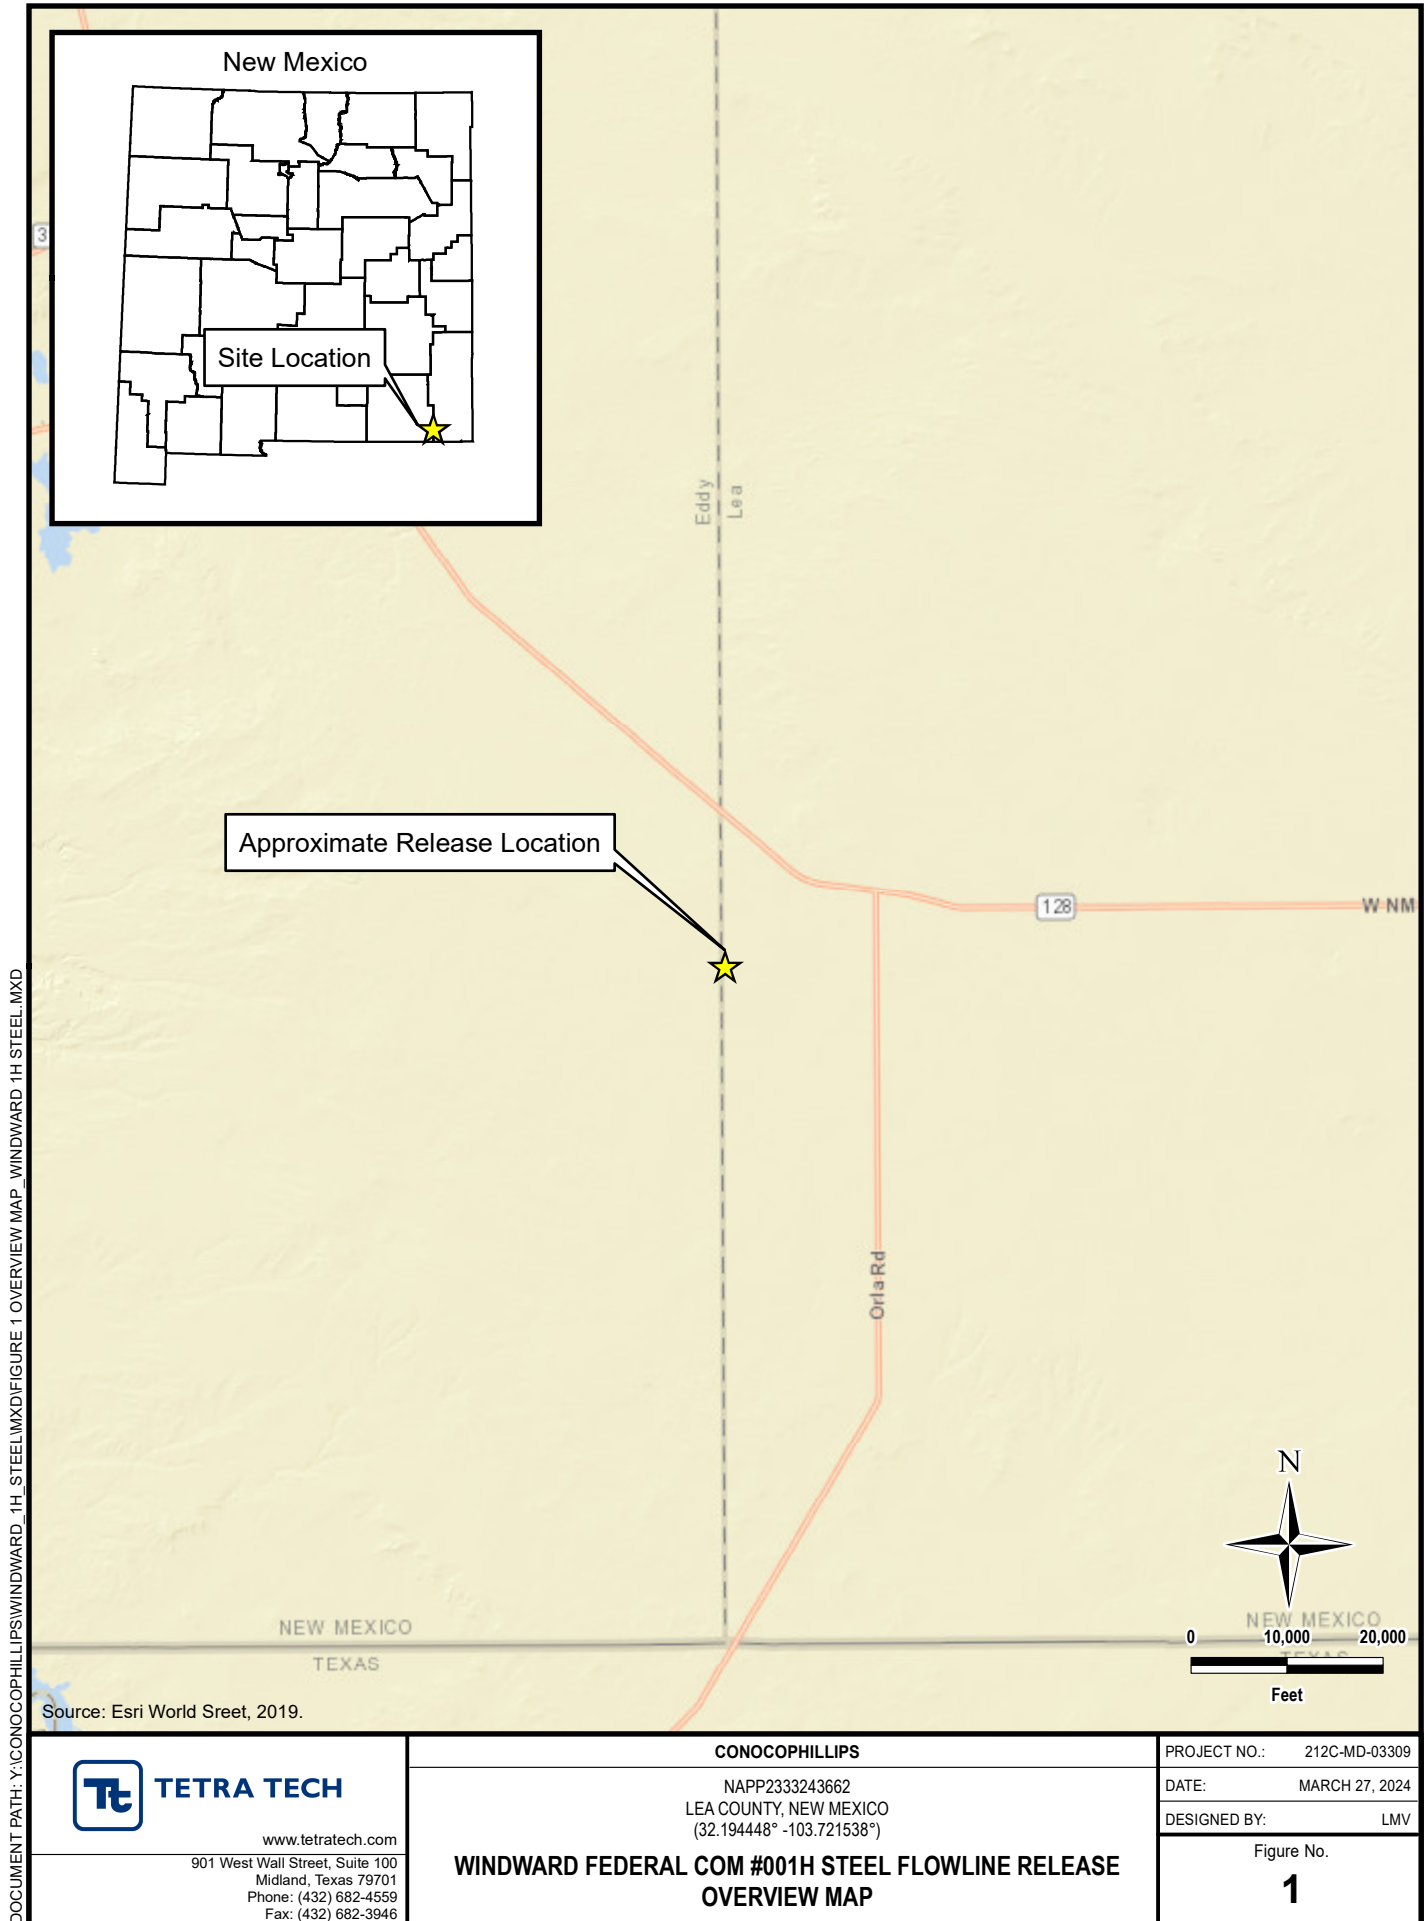 New Mexico
Site Location
3
Eddy
Lea
Approximate Release Location
128
W NM
Orla Rd
N
NEW MEXICO
TEXAS
NEW MEXICO
TEXAS
0 10,000 20,000
Feet
Source: Esri World Sreet, 2019.
DOCUMENT PATH: Y:\CONOCOPHILLIPS\WINDWARD_1H_STEEL\MXD\FIGURE 1 OVERVIEW MAP_WINDWARD 1H STEEL.MXD
Tt TETRA TECH
www.tetratech.com
901 West Wall Street, Suite 100
Midland, Texas 79701
Phone: (432) 682-4559
Fax: (432) 682-3946
CONOCOPHILLIPS
NAPP2333243662
LEA COUNTY, NEW MEXICO
(32.194448° -103.721538°)
WINDWARD FEDERAL COM #001H STEEL FLOWLINE RELEASE
OVERVIEW MAP
PROJECT NO.: 212C-MD-03309
DATE: MARCH 27, 2024
DESIGNED BY: LMV
Figure No.
1